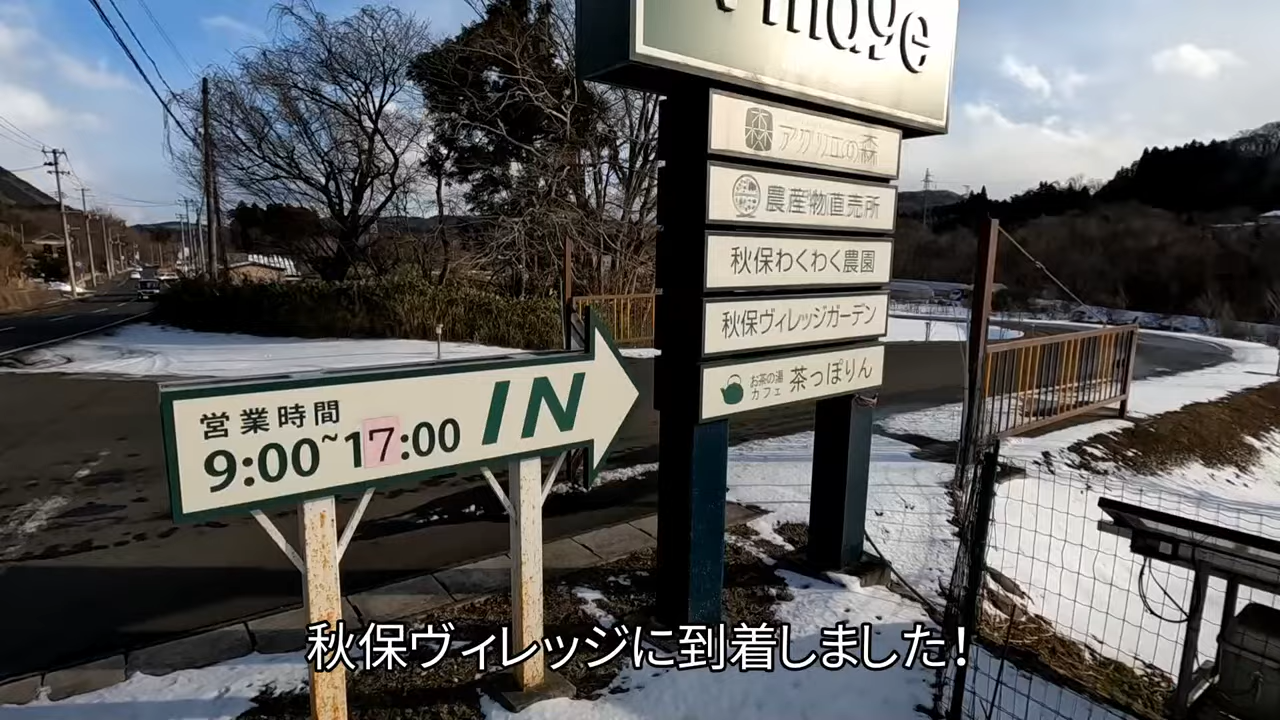 village
森 アグリエの森
農産物直売所
秋保わくわく農園
秋保ヴィレッジガーデン
お茶の湯
カフェ
茶っぽりん
営業時間
9:00~17:00
IN
秋保ヴィレッジに到着しました!